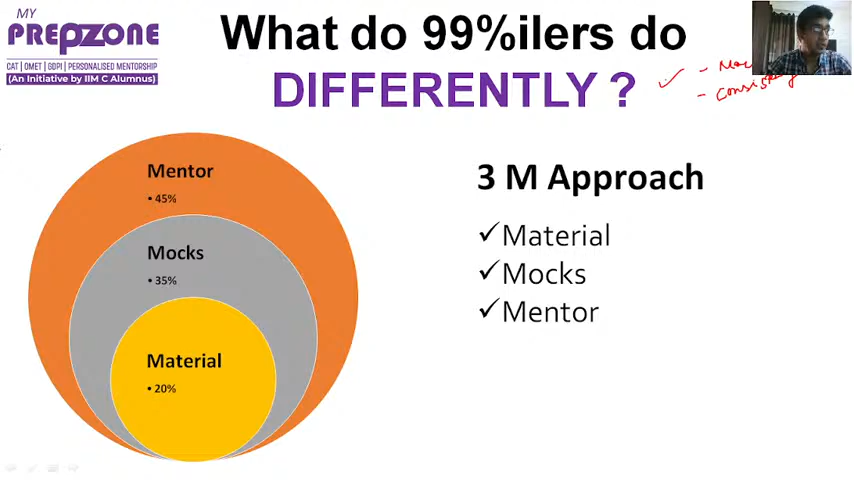 MY
PREPZONE
CAT | OMET | GDPI | PERSONALISED MENTORSHIP
(An Initiative by IIM C Alumnus)
What do 99%ilers do
DIFFERENTLY ?
- Consistency
Mentor
• 45%
Mocks
• 35%
Material
• 20%
3 M Approach
✓Material
✓Mocks
✓Mentor